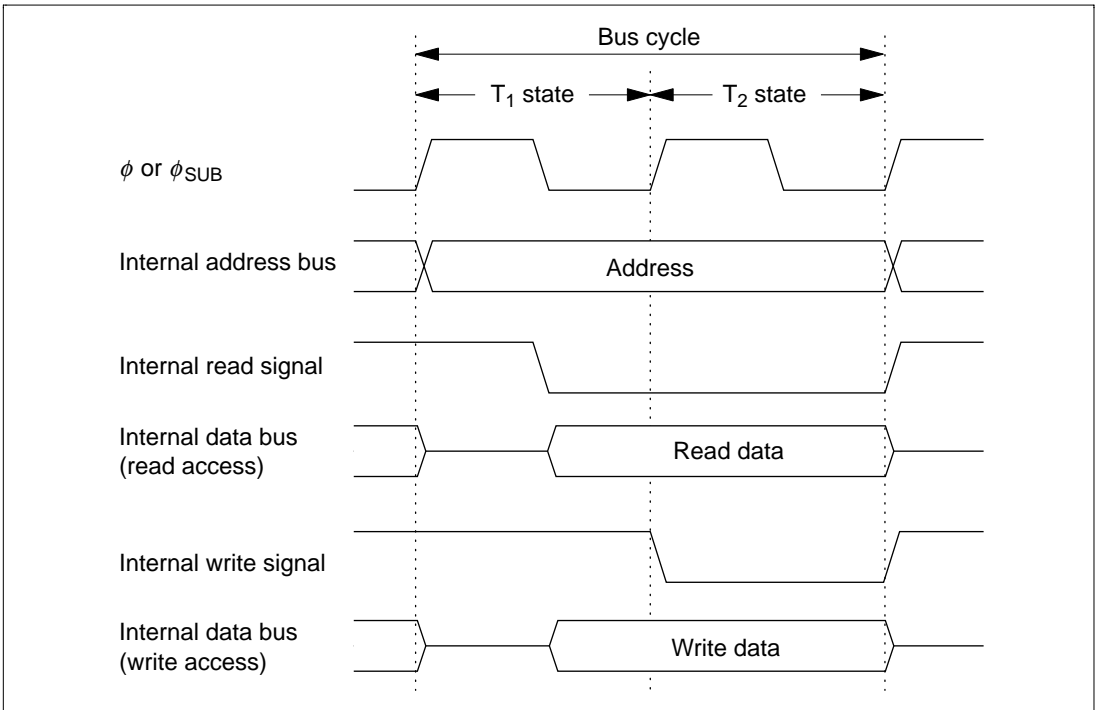 Bus cycle
T₁ state
T₂ state
ϕ or ϕSUB
Internal address bus
Address
Internal read signal
Internal data bus
(read access)
Read data
Internal write signal
Internal data bus
(write access)
Write data